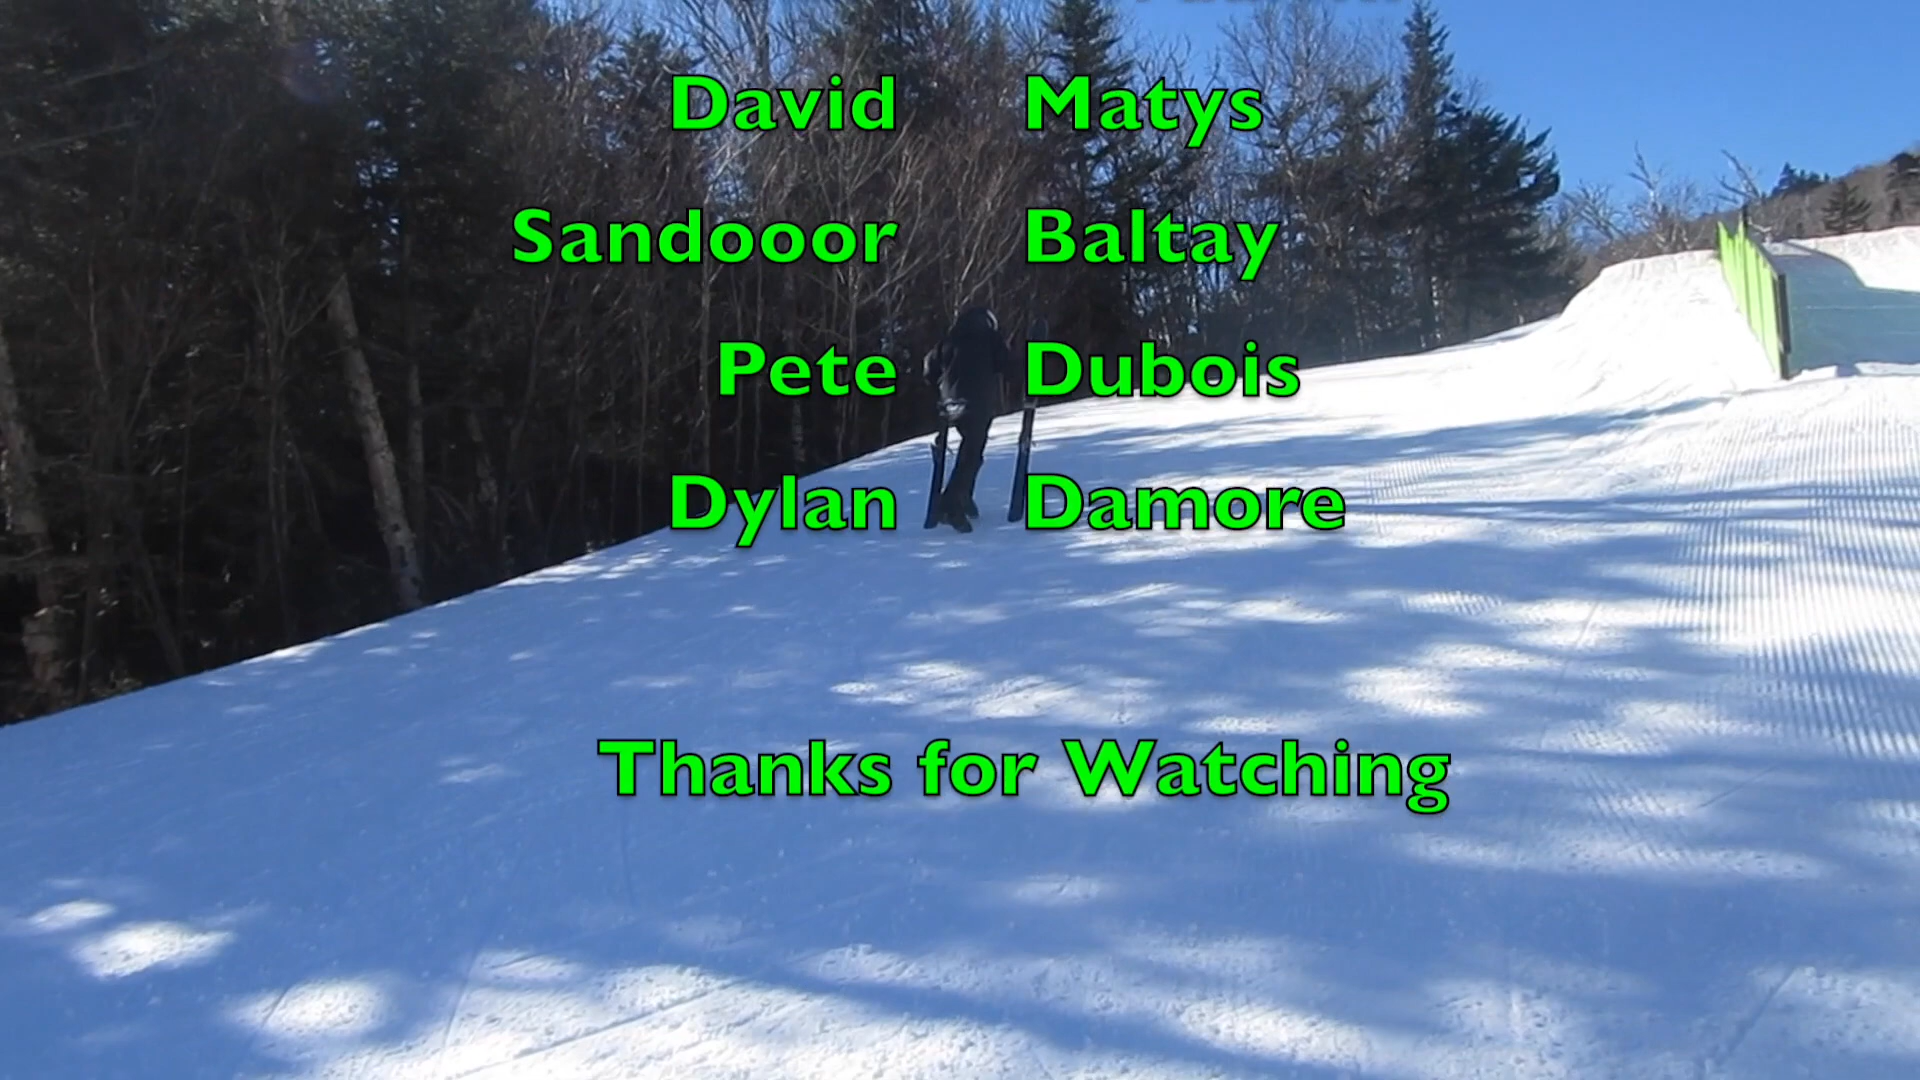 David Matys
Sandooor Baltay
Pete Dubois
Dylan Damore
Thanks for Watching